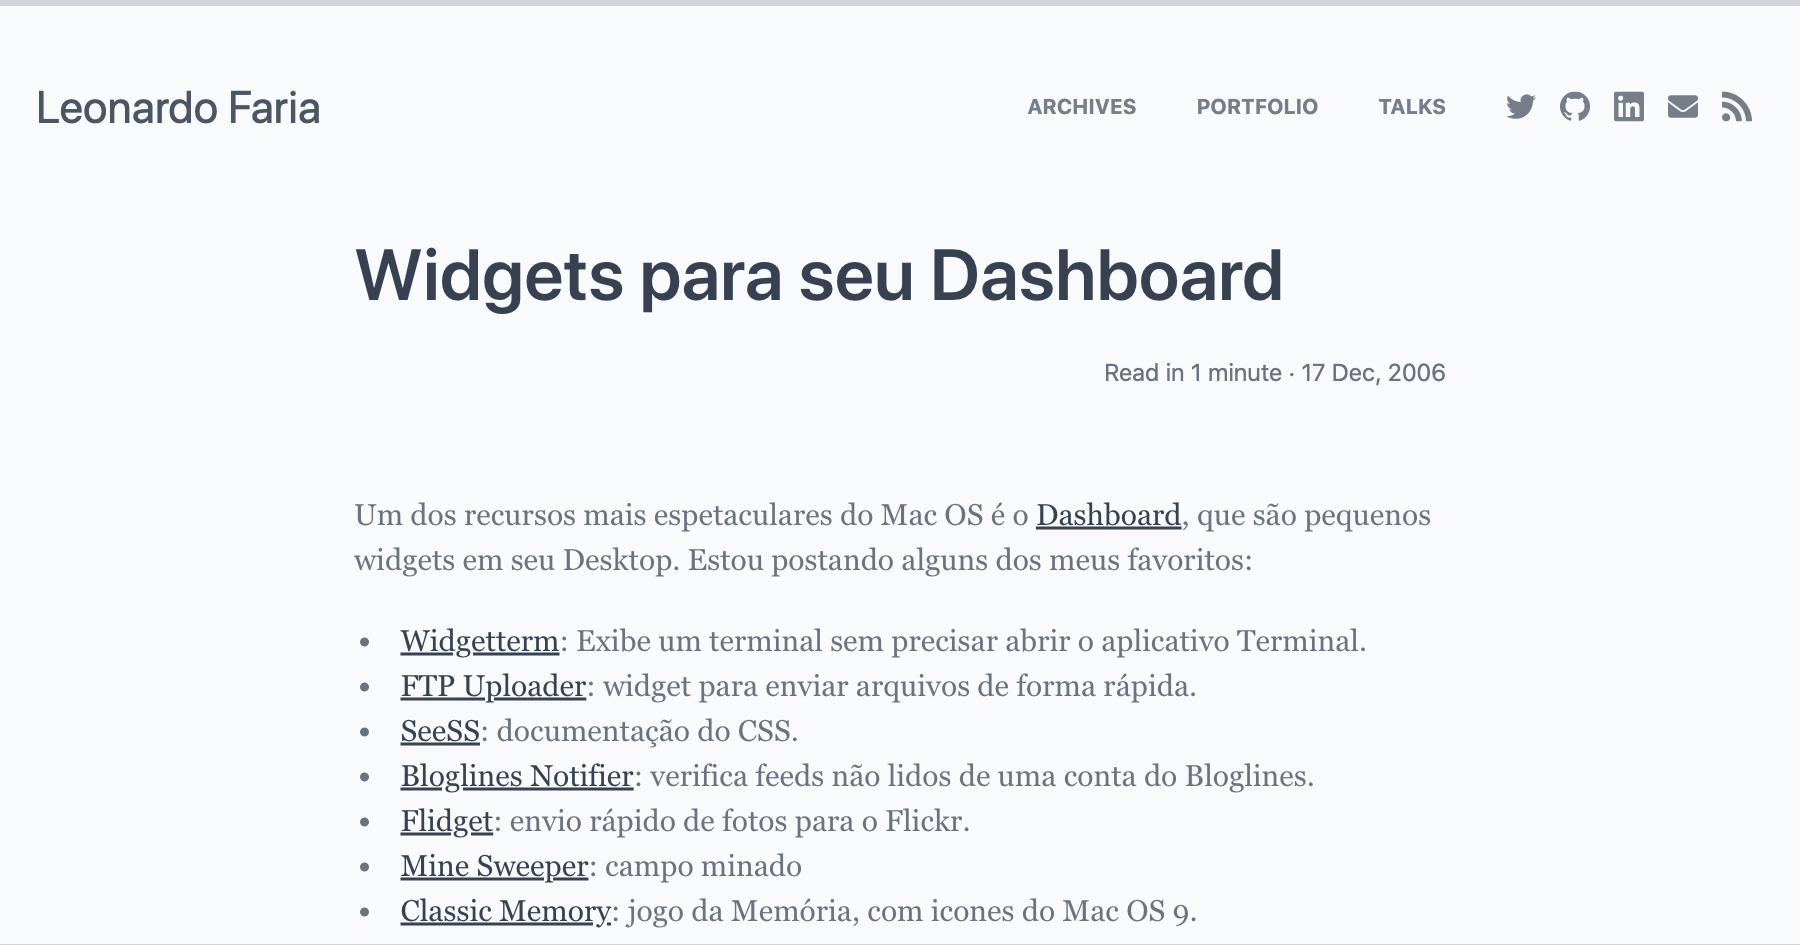 Leonardo Faria
ARCHIVES PORTFOLIO TALKS
Widgets para seu Dashboard
Read in 1 minute · 17 Dec, 2006
Um dos recursos mais espetaculares do Mac OS é o Dashboard, que são pequenos
widgets em seu Desktop. Estou postando alguns dos meus favoritos:
• Widgetterm: Exibe um terminal sem precisar abrir o aplicativo Terminal.
• FTP Uploader: widget para enviar arquivos de forma rápida.
• SeeSS: documentação do CSS.
• Bloglines Notifier: verifica feeds não lidos de uma conta do Bloglines.
• Flidget: envio rápido de fotos para o Flickr.
• Mine Sweeper: campo minado
• Classic Memory: jogo da Memória, com icones do Mac OS 9.